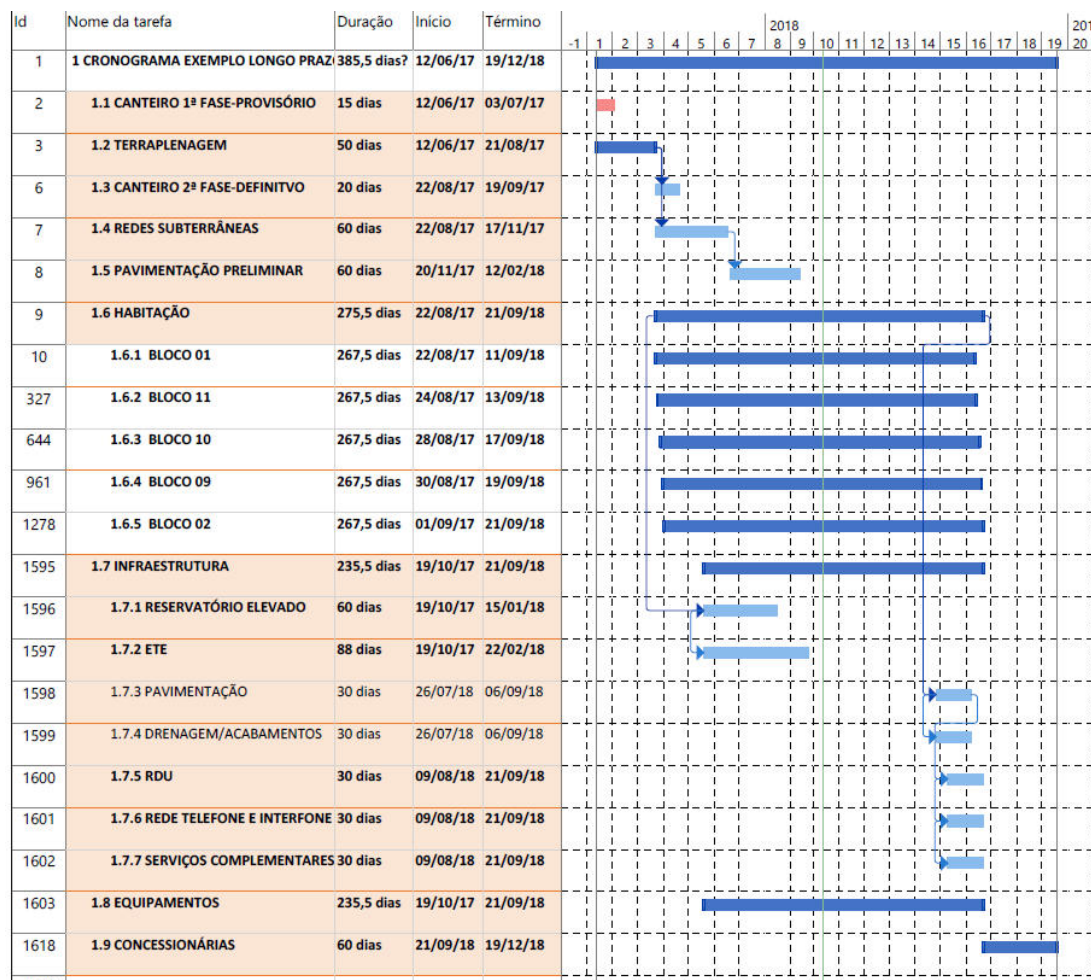 Id Nome da tarefa Duração Início Término 2018 201
-1 1 2 3 4 5 6 7 8 9 10 11 12 13 14 15 16 17 18 19 20
1 1 CRONOGRAMA EXEMPLO LONGO PRAZ 385,5 dias? 12/06/17 19/12/18
2 1.1 CANTEIRO 1ª FASE-PROVISÓRIO 15 dias 12/06/17 03/07/17
3 1.2 TERRAPLENAGEM 50 dias 12/06/17 21/08/17
6 1.3 CANTEIRO 2ª FASE-DEFINITVO 20 dias 22/08/17 19/09/17
7 1.4 REDES SUBTERRÂNEAS 60 dias 22/08/17 17/11/17
8 1.5 PAVIMENTAÇÃO PRELIMINAR 60 dias 20/11/17 12/02/18
9 1.6 HABITAÇÃO 275,5 dias 22/08/17 21/09/18
10 1.6.1 BLOCO 01 267,5 dias 22/08/17 11/09/18
327 1.6.2 BLOCO 11 267,5 dias 24/08/17 13/09/18
644 1.6.3 BLOCO 10 267,5 dias 28/08/17 17/09/18
961 1.6.4 BLOCO 09 267,5 dias 30/08/17 19/09/18
1278 1.6.5 BLOCO 02 267,5 dias 01/09/17 21/09/18
1595 1.7 INFRAESTRUTURA 235,5 dias 19/10/17 21/09/18
1596 1.7.1 RESERVATÓRIO ELEVADO 60 dias 19/10/17 15/01/18
1597 1.7.2 ETE 88 dias 19/10/17 22/02/18
1598 1.7.3 PAVIMENTAÇÃO 30 dias 26/07/18 06/09/18
1599 1.7.4 DRENAGEM/ACABAMENTOS 30 dias 26/07/18 06/09/18
1600 1.7.5 RDU 30 dias 09/08/18 21/09/18
1601 1.7.6 REDE TELEFONE E INTERFONE 30 dias 09/08/18 21/09/18
1602 1.7.7 SERVIÇOS COMPLEMENTARES 30 dias 09/08/18 21/09/18
1603 1.8 EQUIPAMENTOS 235,5 dias 19/10/17 21/09/18
1618 1.9 CONCESSIONÁRIAS 60 dias 21/09/18 19/12/18